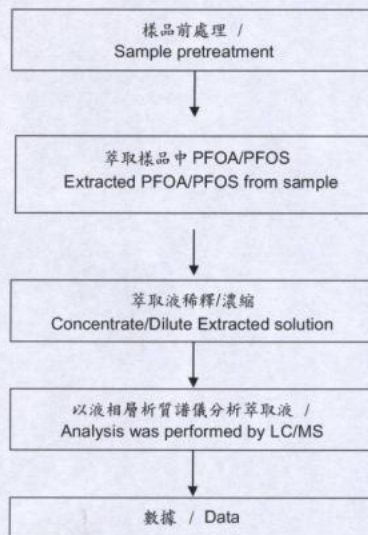 樣品前處理 /
Sample pretreatment
萃取樣品中 PFOA/PFOS
Extracted PFOA/PFOS from sample
萃取液稀釋/濃縮
Concentrate/Dilute Extracted solution
以液相層析質譜儀分析萃取液 /
Analysis was performed by LC/MS
數據 / Data